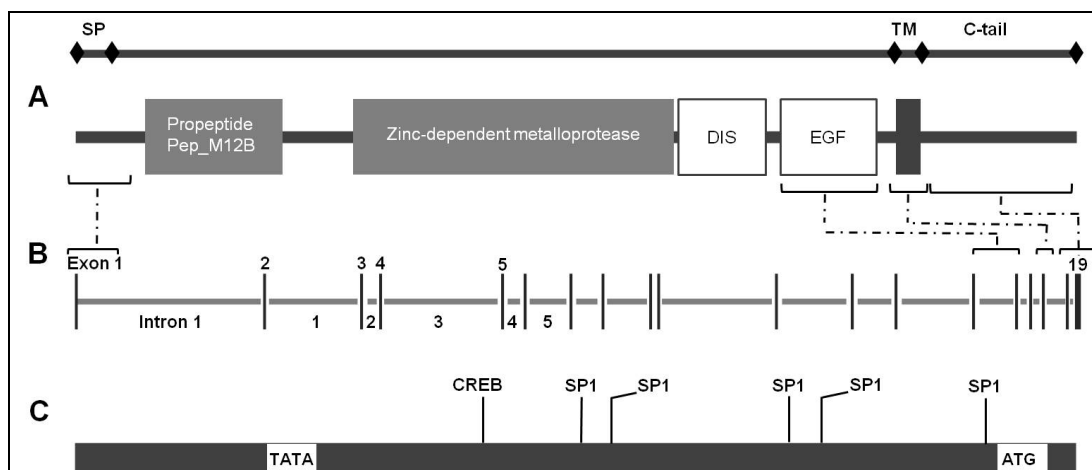 SP TM C-tail
A
Propeptide
Pep_M12B
Zinc-dependent metalloprotease
DIS
EGF
B
Exon 1 2 3 4 5 19
Intron 1 1 2 3 4 5
CREB SP1 SP1 SP1 SP1 SP1
C
TATA ATG